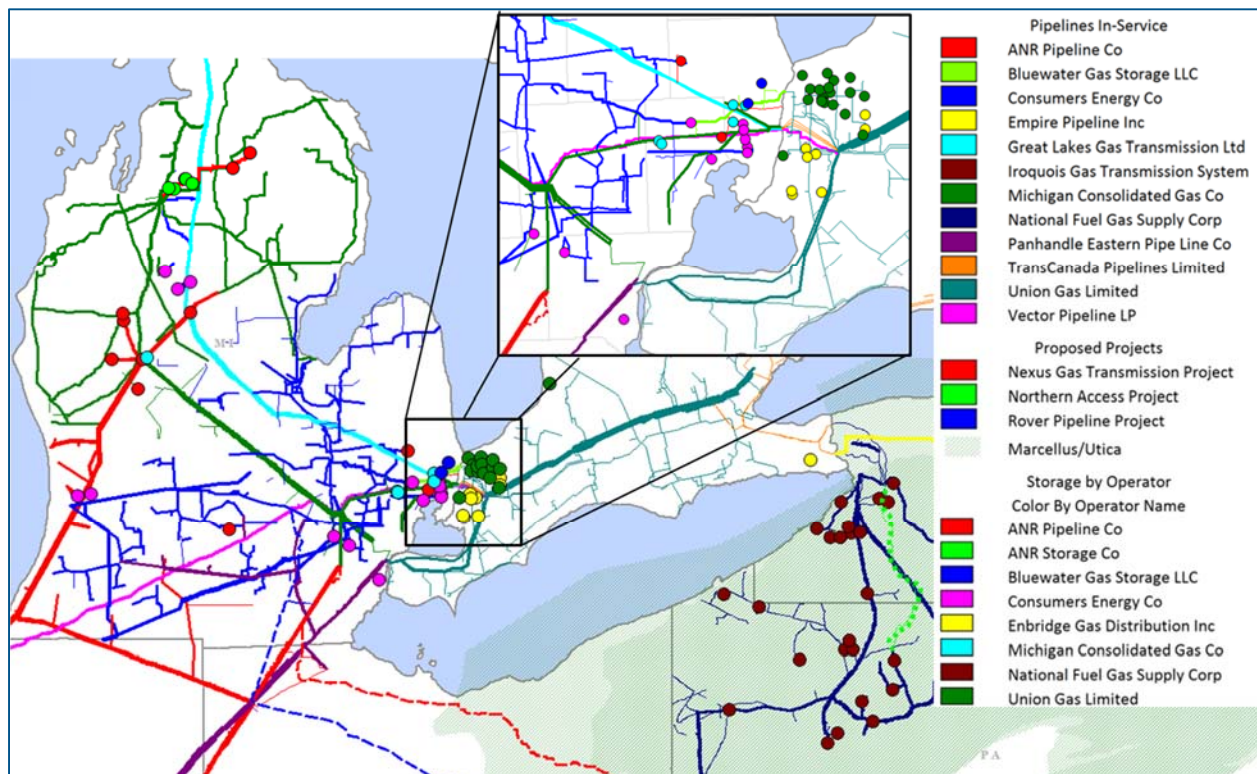 Pipelines In-Service
ANR Pipeline Co
Bluewater Gas Storage LLC
Consumers Energy Co
Empire Pipeline Inc
Great Lakes Gas Transmission Ltd
Iroquois Gas Transmission System
Michigan Consolidated Gas Co
National Fuel Gas Supply Corp
Panhandle Eastern Pipe Line Co
TransCanada Pipelines Limited
Union Gas Limited
Vector Pipeline LP
Proposed Projects
Nexus Gas Transmission Project
Northern Access Project
Rover Pipeline Project
Marcellus/Utica
Storage by Operator
Color By Operator Name
ANR Pipeline Co
ANR Storage Co
Bluewater Gas Storage LLC
Consumers Energy Co
Enbridge Gas Distribution Inc
Michigan Consolidated Gas Co
National Fuel Gas Supply Corp
Union Gas Limited
MI
PA